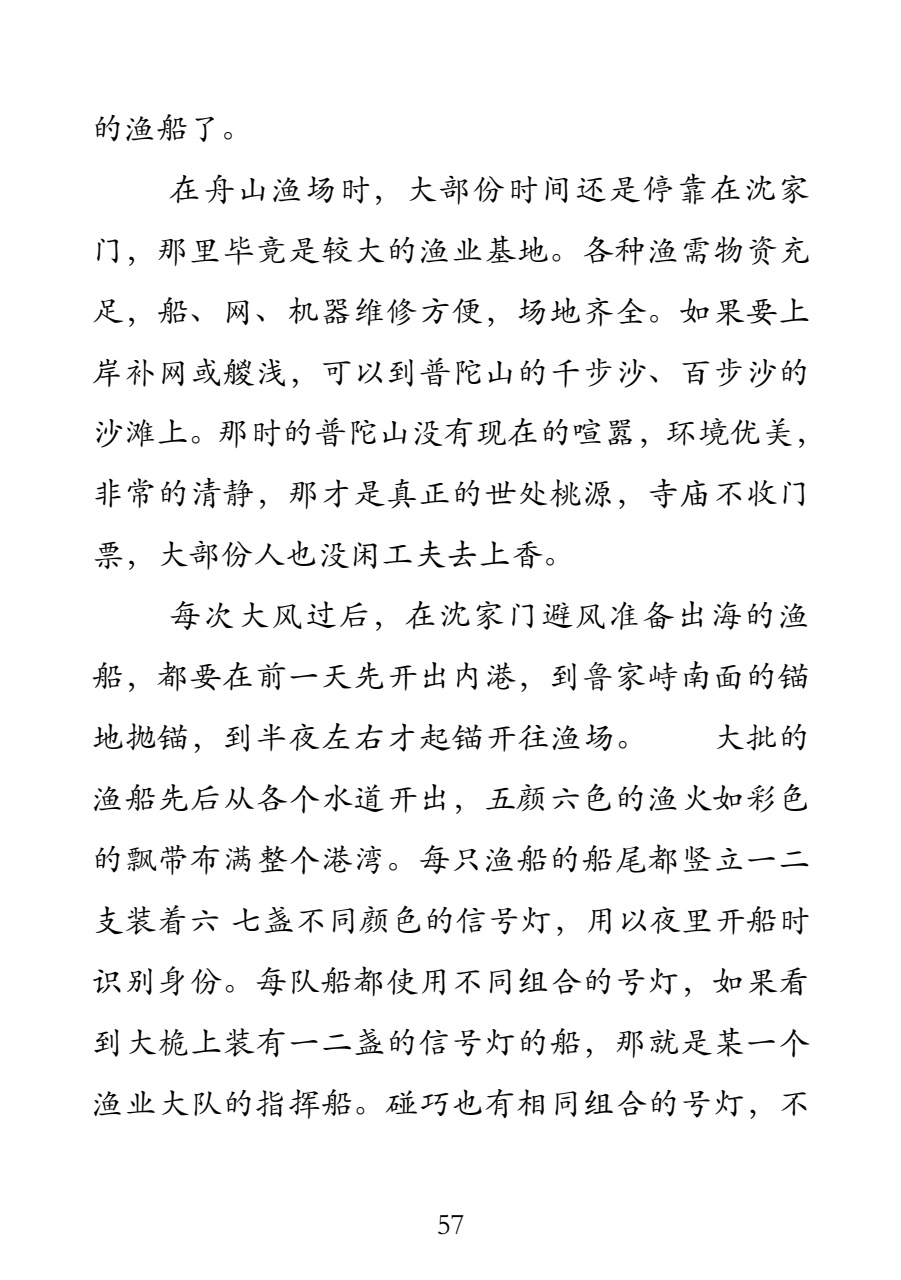 的渔船了。
在舟山渔场时，大部份时间还是停靠在沈家
门，那里毕竟是较大的渔业基地。各种渔需物资充
足，船、网、机器维修方便，场地齐全。如果要上
岸补网或艘浅，可以到普陀山的千步沙、百步沙的
沙滩上。那时的普陀山没有现在的喧嚣，环境优美，
非常的清静，那才是真正的世处桃源，寺庙不收门
票，大部份人也没闲工夫去上香。
每次大风过后，在沈家门避风准备出海的渔
船，都要在前一天先开出内港，到鲁家峙南面的锚
地抛锚，到半夜左右才起锚开往渔场。 大批的
渔船先后从各个水道开出，五颜六色的渔火如彩色
的飘带布满整个港湾。每只渔船的船尾都竖立一二
支装着六 七盏不同颜色的信号灯，用以夜里开船时
识别身份。每队船都使用不同组合的号灯，如果看
到大桅上装有一二盏的信号灯的船，那就是某一个
渔业大队的指挥船。碰巧也有相同组合的号灯，不
57